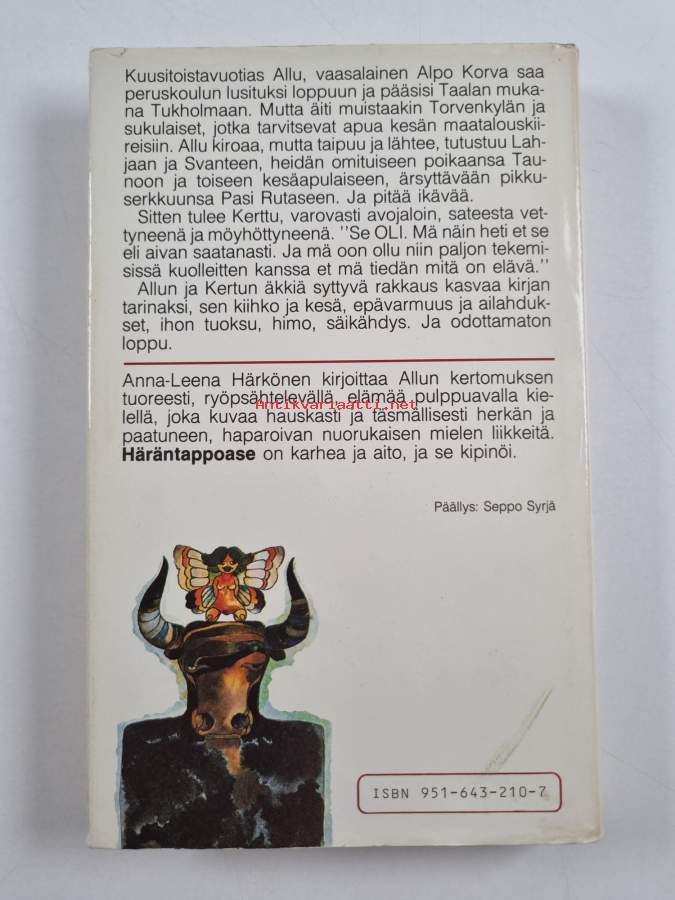 Kuusitoistavuotias Allu, vaasalainen Alpo Korva saa
peruskoulun lusituksi loppuun ja pääsisi Taalan muka-
na Tukholmaan. Mutta äiti muistaakin Torvenkylän ja
sukulaiset, jotka tarvitsevat apua kesän maatalouskii-
reisiin. Allu kiroaa, mutta taipuu ja lähtee, tutustuu Lah-
jaan ja Svanteen, heidän omituiseen poikaansa Tau-
noon ja toiseen kesäapulaiseen, ärsyttävään pikku-
serkkuunsa Pasi Rutaseen. Ja pitää ikävää.
Sitten tulee Kerttu, varovasti avojaloin, sateesta vet-
tyneenä ja möyhöttyneenä. ''Se OLI. Mä näin heti et se
eli aivan saatanasti. Ja mä oon ollu niin paljon tekemi-
sissä kuolleitten kanssa et mä tiedän mitä on elävä.''
Allun ja Kertun äkkiä syttyvä rakkaus kasvaa kirjan
tarinaksi, sen kiihko ja kesä, epävarmuus ja ailahduk-
set, ihon tuoksu, himo, säikähdys. Ja odottamaton
loppu.
Anna-Leena Härkönen kirjoittaa Allun kertomuksen
tuoreesti, ryöpsähtelevällä, elämää pulppuavalla kie-
Antikvariaatti.net
lellä, joka kuvaa hauskasti ja täsmällisesti herkän ja
paatuneen, haparoivan nuorukaisen mielen liikkeitä.
Häräntappoase on karhea ja aito, ja se kipinöi.
Päällys: Seppo Syrjä
ISBN 951-643-210-7